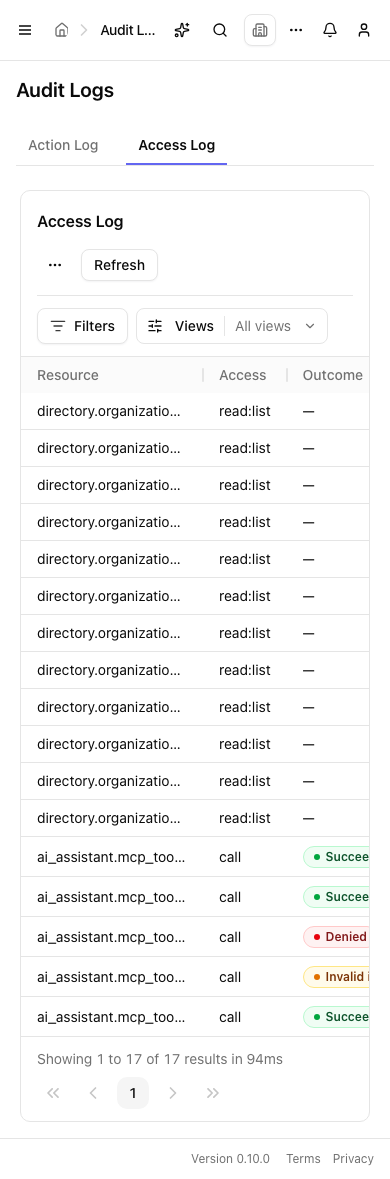 Audit L...
Audit Logs
Action Log Access Log
Access Log
Refresh
Filters Views All views
Resource Access Outcome
directory.organizatio... read:list —
directory.organizatio... read:list —
directory.organizatio... read:list —
directory.organizatio... read:list —
directory.organizatio... read:list —
directory.organizatio... read:list —
directory.organizatio... read:list —
directory.organizatio... read:list —
directory.organizatio... read:list —
directory.organizatio... read:list —
directory.organizatio... read:list —
directory.organizatio... read:list —
ai_assistant.mcp_too... call Succee
ai_assistant.mcp_too... call Succee
ai_assistant.mcp_too... call Denied
ai_assistant.mcp_too... call Invalid i
ai_assistant.mcp_too... call Succee
Showing 1 to 17 of 17 results in 94ms
1
Version 0.10.0 Terms Privacy